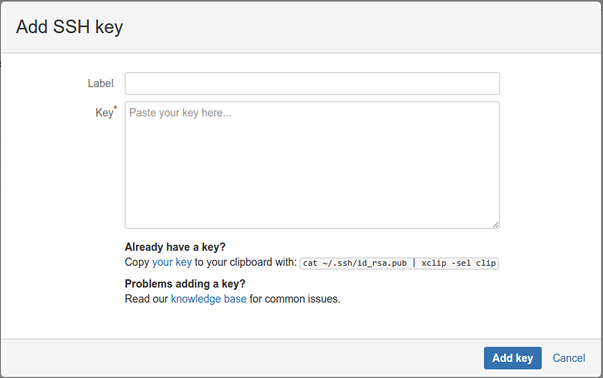 Add SSH key
Label
Key*
Paste your key here...
Already have a key?
Copy your key to your clipboard with: cat ~/.ssh/id_rsa.pub | xclip -sel clip
Problems adding a key?
Read our knowledge base for common issues.
Add key Cancel